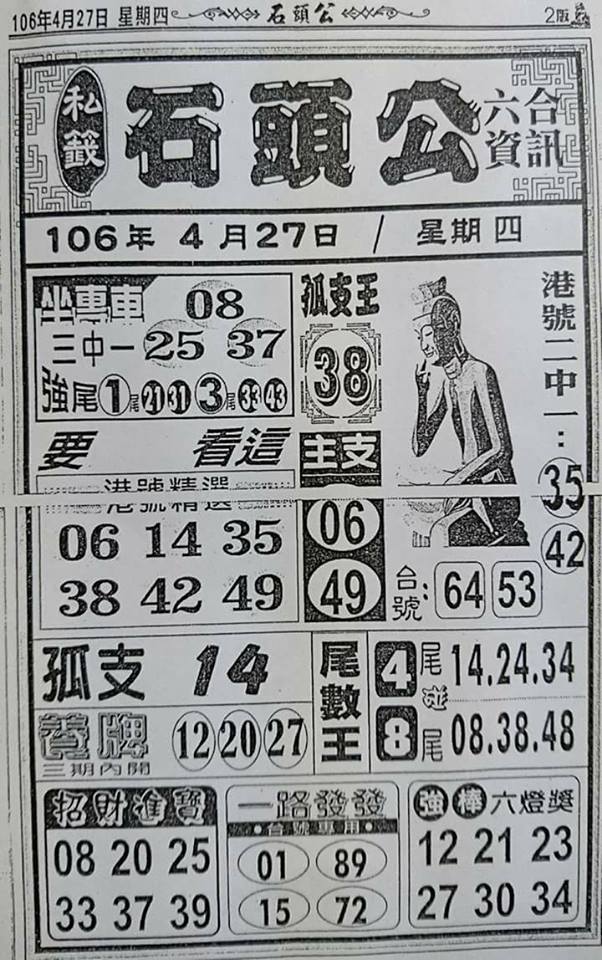 106年4月27日 星期四
石頭公
2版
私籤
石頭公
六合
資訊
106年 4月27日 / 星期四
坐專車 08
三中一 25 37
強尾 1尾 21 31 3尾 33 43
孤支王
38
港號二中一：
35
42
要 看這
港號精選
06 14 35
38 42 49
主支
06
49
台號：64 53
孤支 14
養牌
三期內開
12 20 27
尾數王
4尾 14.24.34
碰
8尾 08.38.48
招財進寶
08 20 25
33 37 39
一路發發
台號專用
01 89
15 72
強棒六燈獎
12 21 23
27 30 34